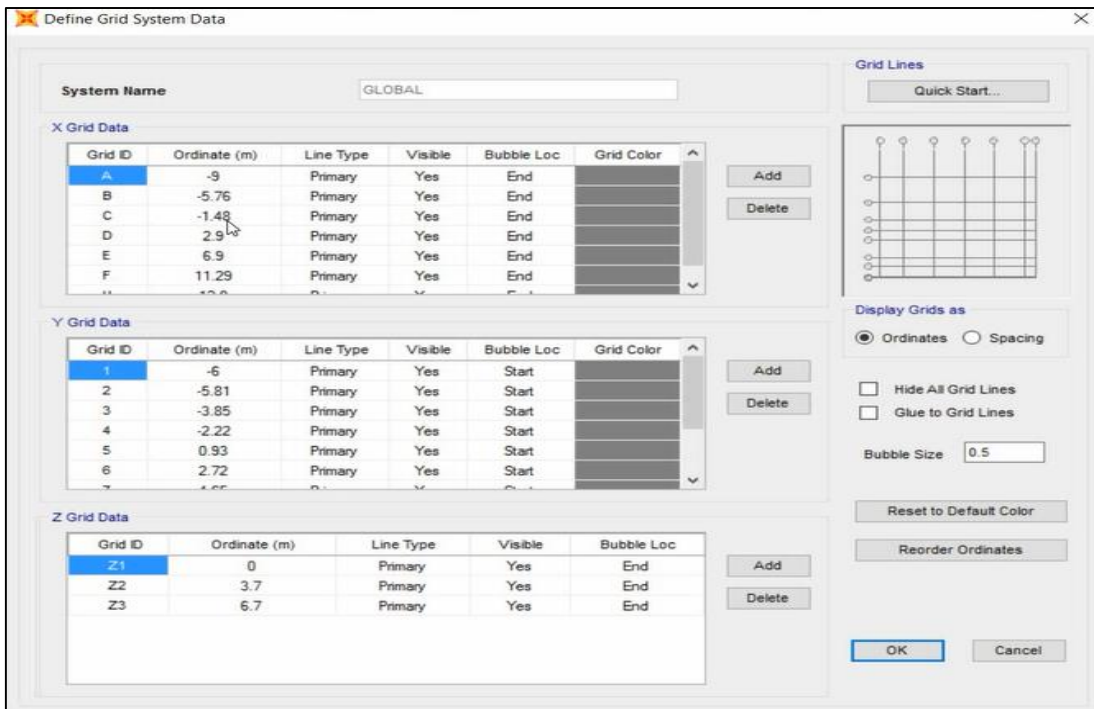 Define Grid System Data
System Name GLOBAL
X Grid Data
Grid ID Ordinate (m) Line Type Visible Bubble Loc Grid Color
A -9 Primary Yes End
B -5.76 Primary Yes End
C -1.48 Primary Yes End
D 2.9 Primary Yes End
E 6.9 Primary Yes End
F 11.29 Primary Yes End
Add
Delete
Y Grid Data
Grid ID Ordinate (m) Line Type Visible Bubble Loc Grid Color
1 -6 Primary Yes Start
2 -5.81 Primary Yes Start
3 -3.85 Primary Yes Start
4 -2.22 Primary Yes Start
5 0.93 Primary Yes Start
6 2.72 Primary Yes Start
Add
Delete
Z Grid Data
Grid ID Ordinate (m) Line Type Visible Bubble Loc
Z1 0 Primary Yes End
Z2 3.7 Primary Yes End
Z3 6.7 Primary Yes End
Add
Delete
Grid Lines
Quick Start...
Display Grids as
Ordinates Spacing
Hide All Grid Lines
Glue to Grid Lines
Bubble Size 0.5
Reset to Default Color
Reorder Ordinates
OK Cancel